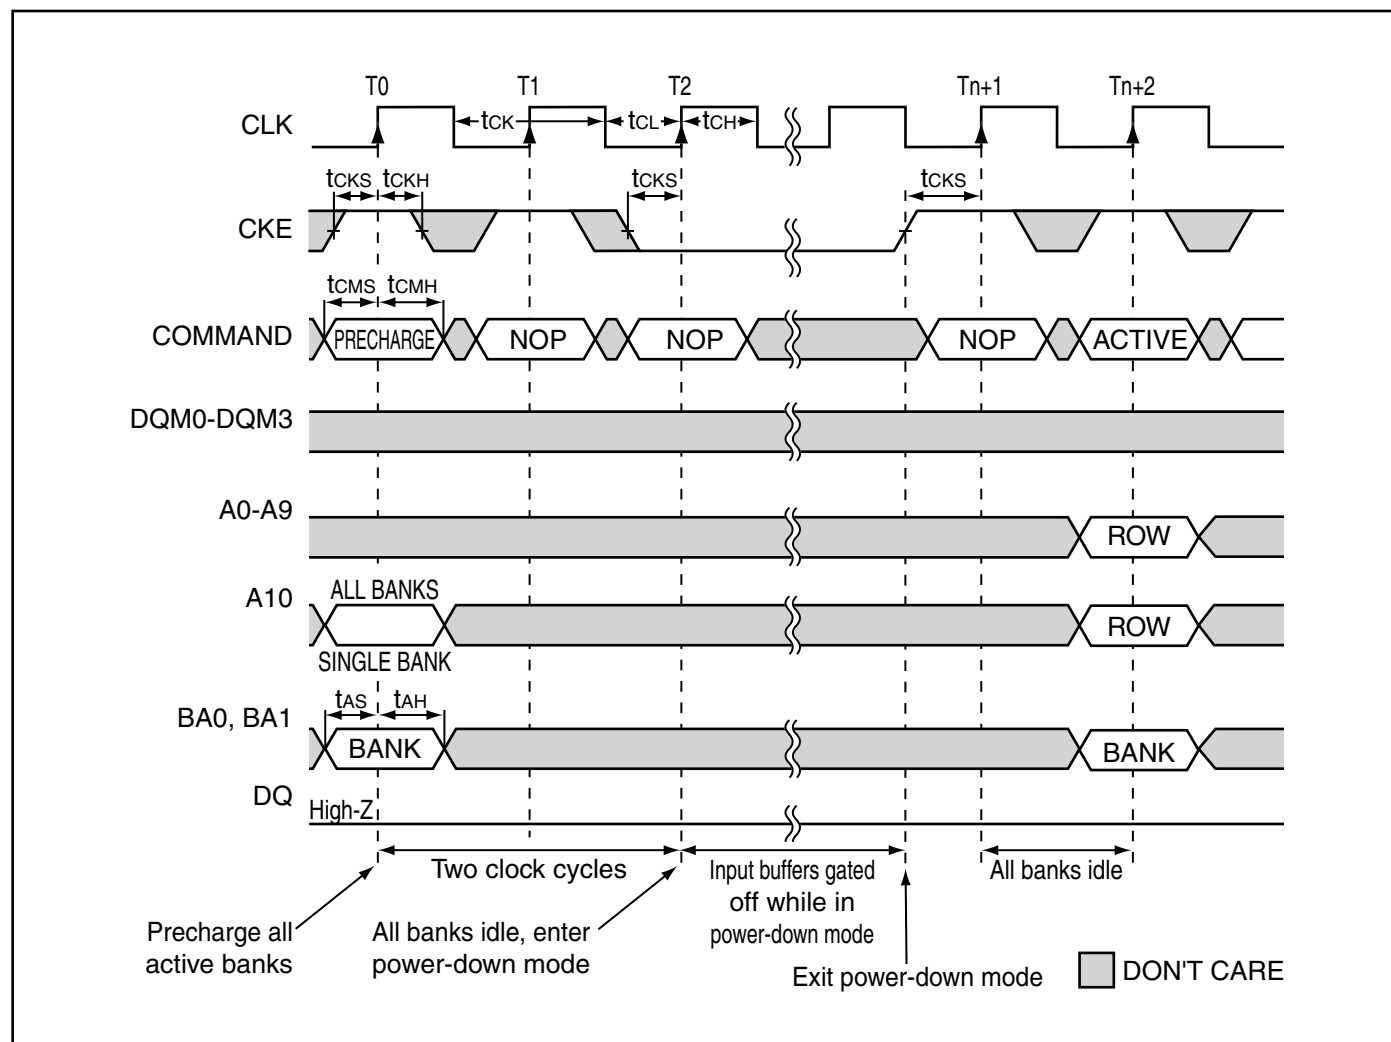 T0 T1 T2 Tn+1 Tn+2
CLK tCK tCL tCH
tCKS tCKH tCKS tCKS
CKE
tCMS tCMH
COMMAND PRECHARGE NOP NOP NOP ACTIVE
DQM0-DQM3
A0-A9 ROW
ALL BANKS
A10 ROW
SINGLE BANK
tAS tAH
BA0, BA1 BANK BANK
DQ High-Z
Two clock cycles
Input buffers gated
off while in
power-down mode
All banks idle
Precharge all
active banks
All banks idle, enter
power-down mode
Exit power-down mode
DON'T CARE